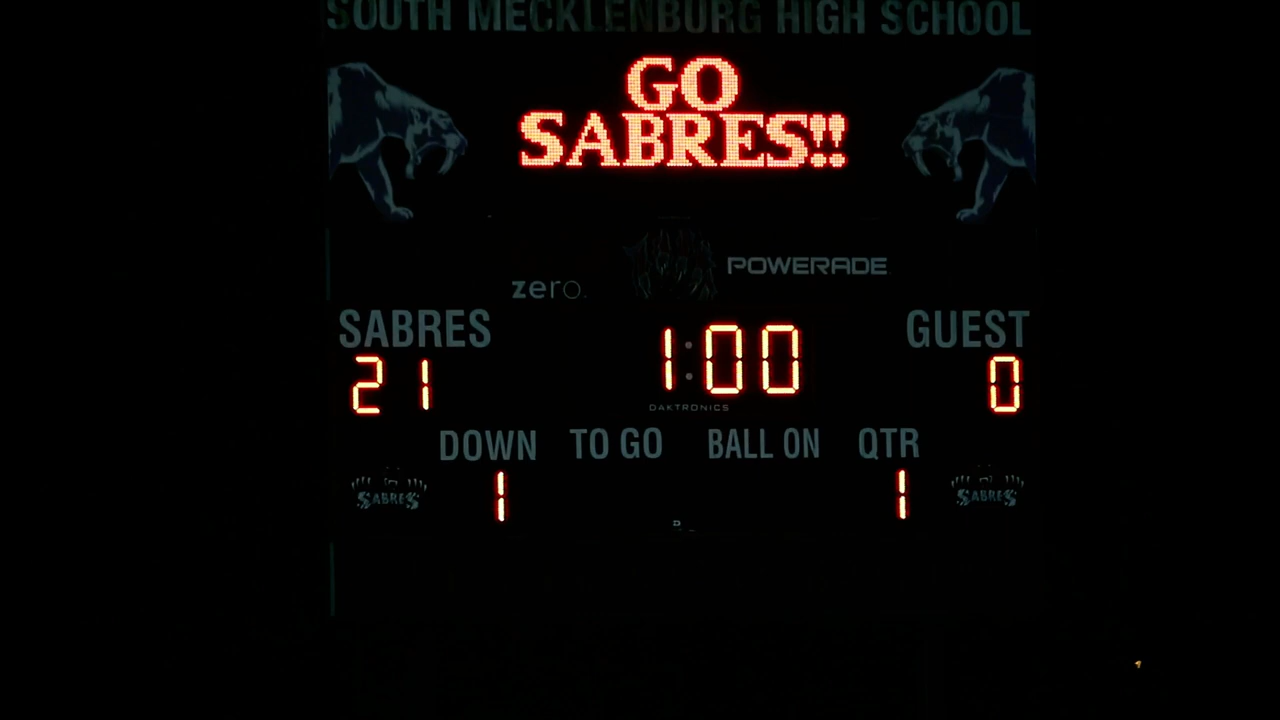 SOUTH MECKLENBURG HIGH SCHOOL
GO
SABRES!!
zero.
POWERADE
SABRES
GUEST
21
1:00
0
DAKTRONICS
DOWN
TO GO
BALL ON
QTR
1
1
SABRES
SABRES